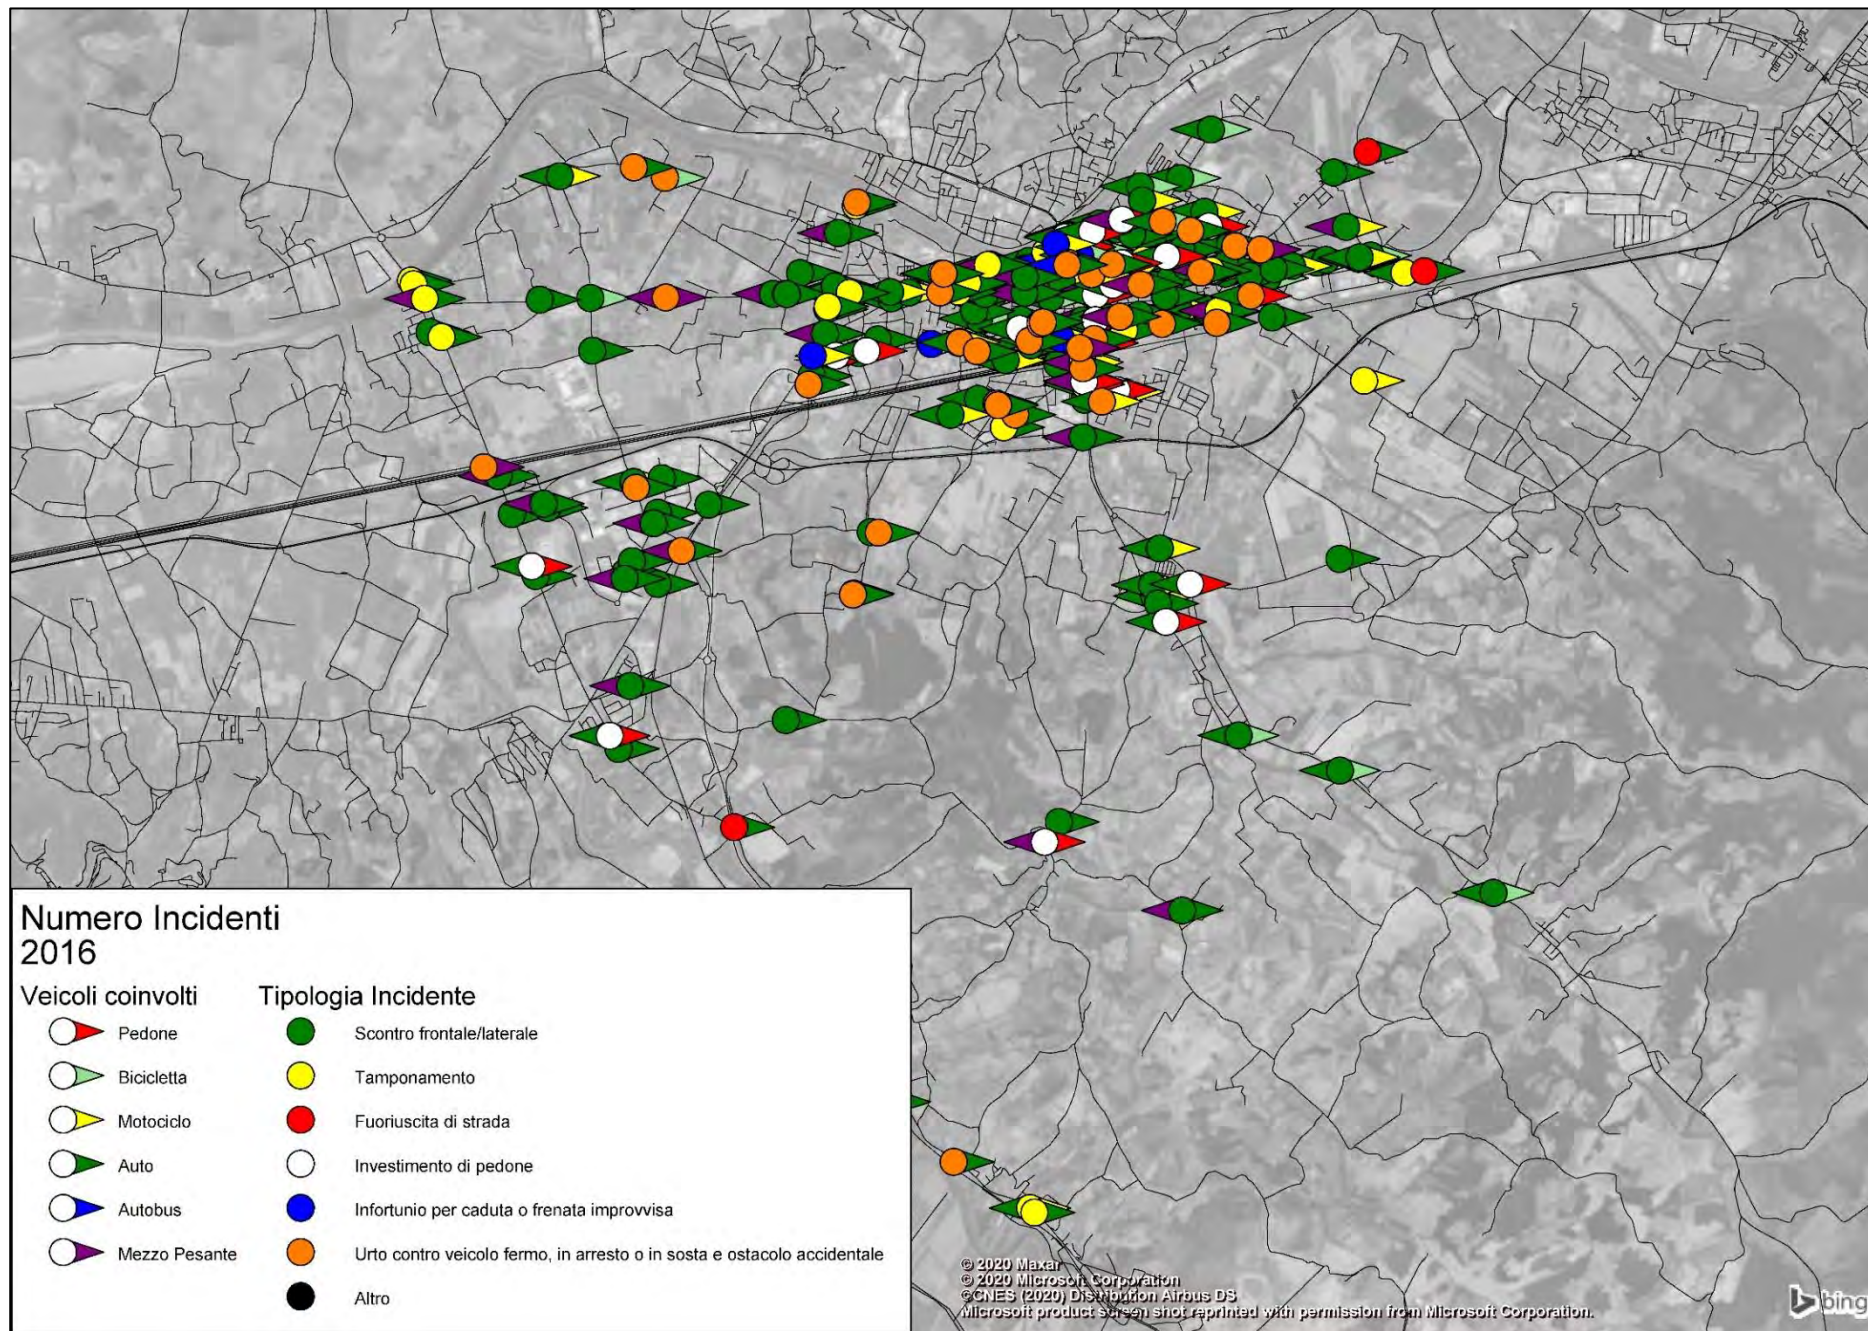 Numero Incidenti
2016
Veicoli coinvolti
Tipologia Incidente
Pedone
Scontro frontale/laterale
Bicicletta
Tamponamento
Motociclo
Fuoriuscita di strada
Auto
Investimento di pedone
Autobus
Infortunio per caduta o frenata improvvisa
Mezzo Pesante
Urto contro veicolo fermo, in arresto o in sosta e ostacolo accidentale
Altro
© 2020 Maxar
© 2020 Microsoft Corporation
©CNES (2020) Distribution Airbus DS
Microsoft product screen shot reprinted with permission from Microsoft Corporation.
bing